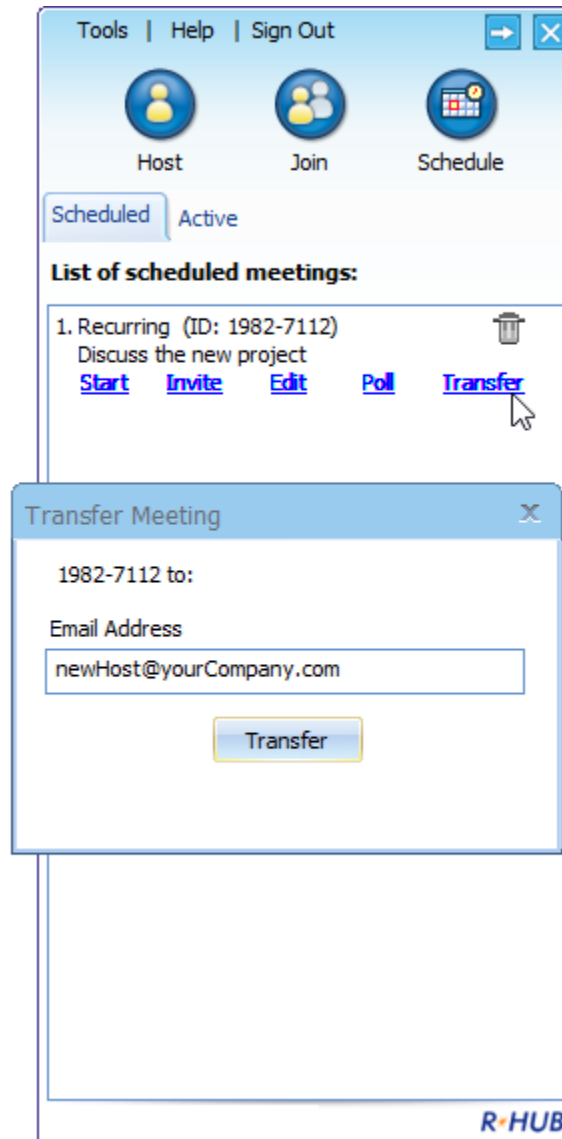 Tools | Help | Sign Out
Host Join Schedule
Scheduled Active
List of scheduled meetings:
1. Recurring (ID: 1982-7112)
Discuss the new project
Start Invite Edit Poll Transfer
Transfer Meeting x
1982-7112 to:
Email Address
newHost@yourCompany.com
Transfer
R·HUB